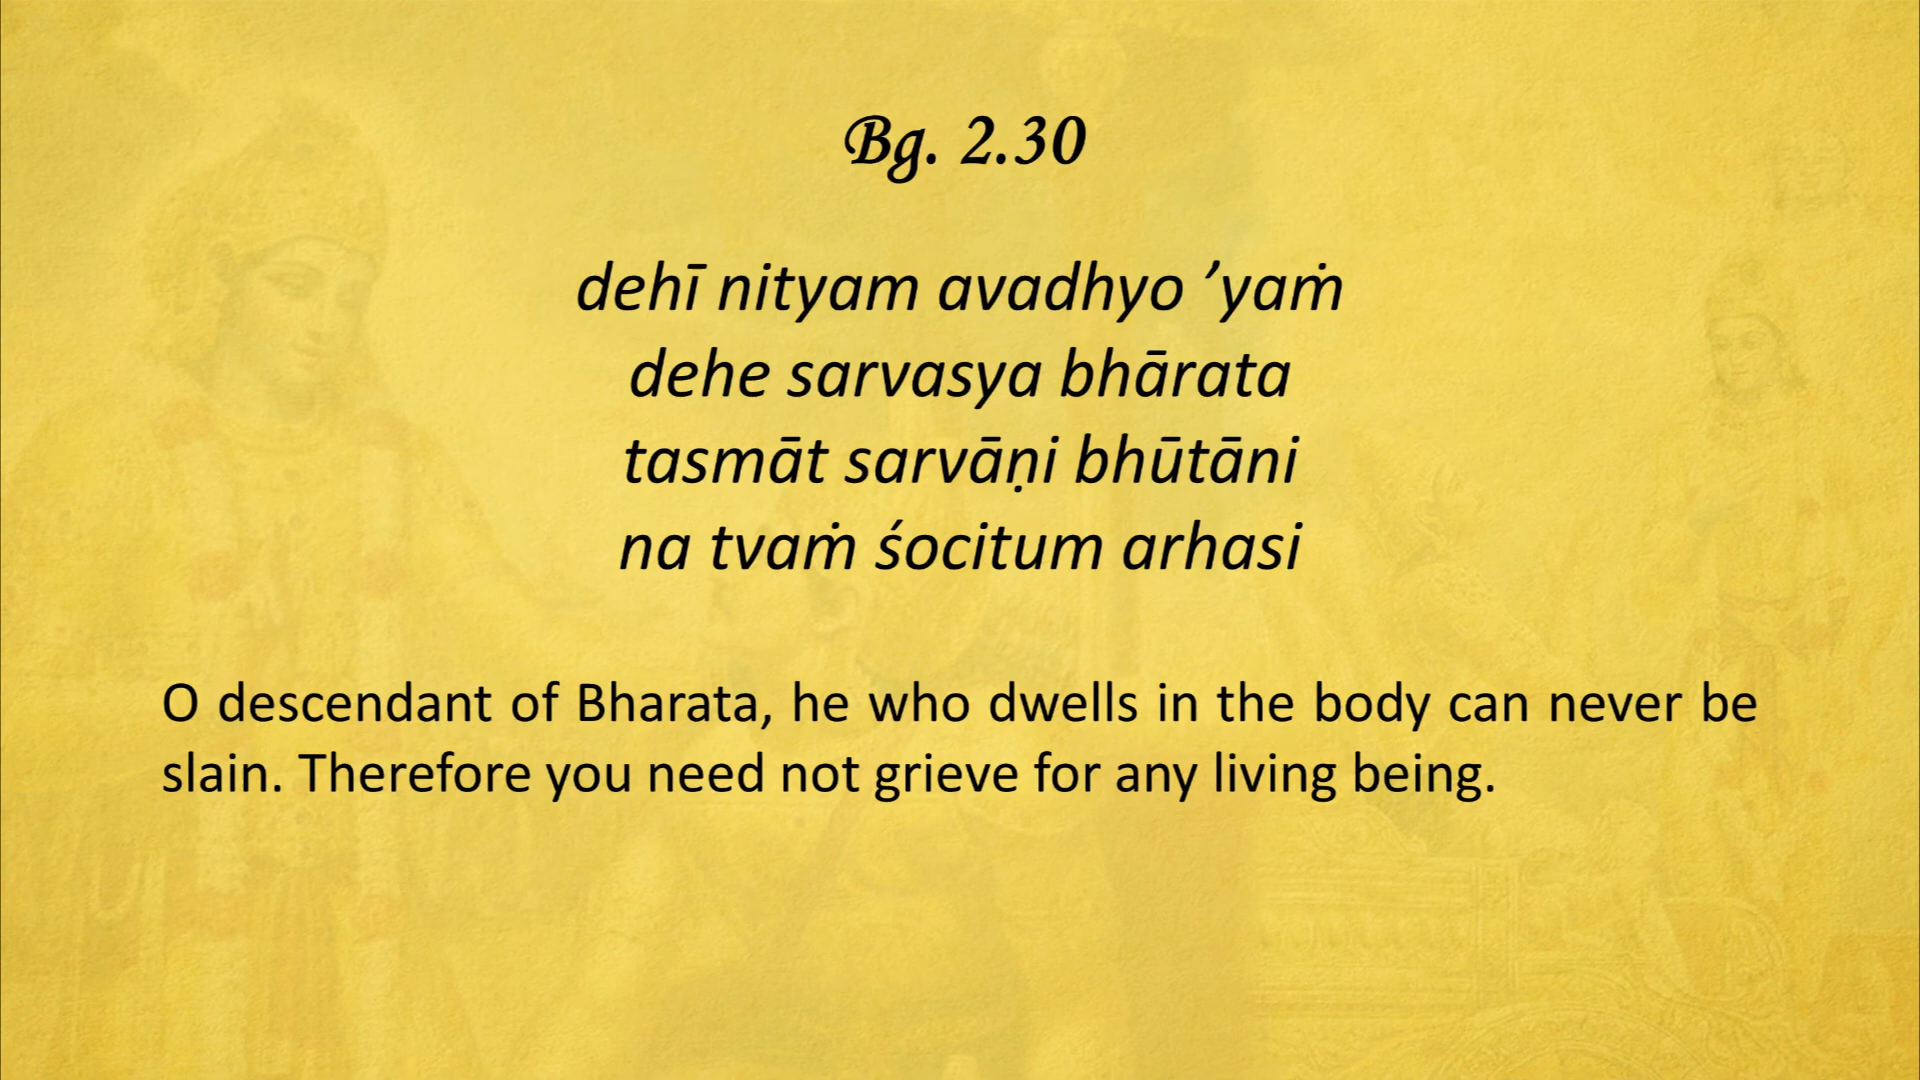 Bg. 2.30
dehī nityam avadhyo ’yaṁ
dehe sarvasya bhārata
tasmāt sarvāṇi bhūtāni
na tvaṁ śocitum arhasi
O descendant of Bharata, he who dwells in the body can never be
slain. Therefore you need not grieve for any living being.